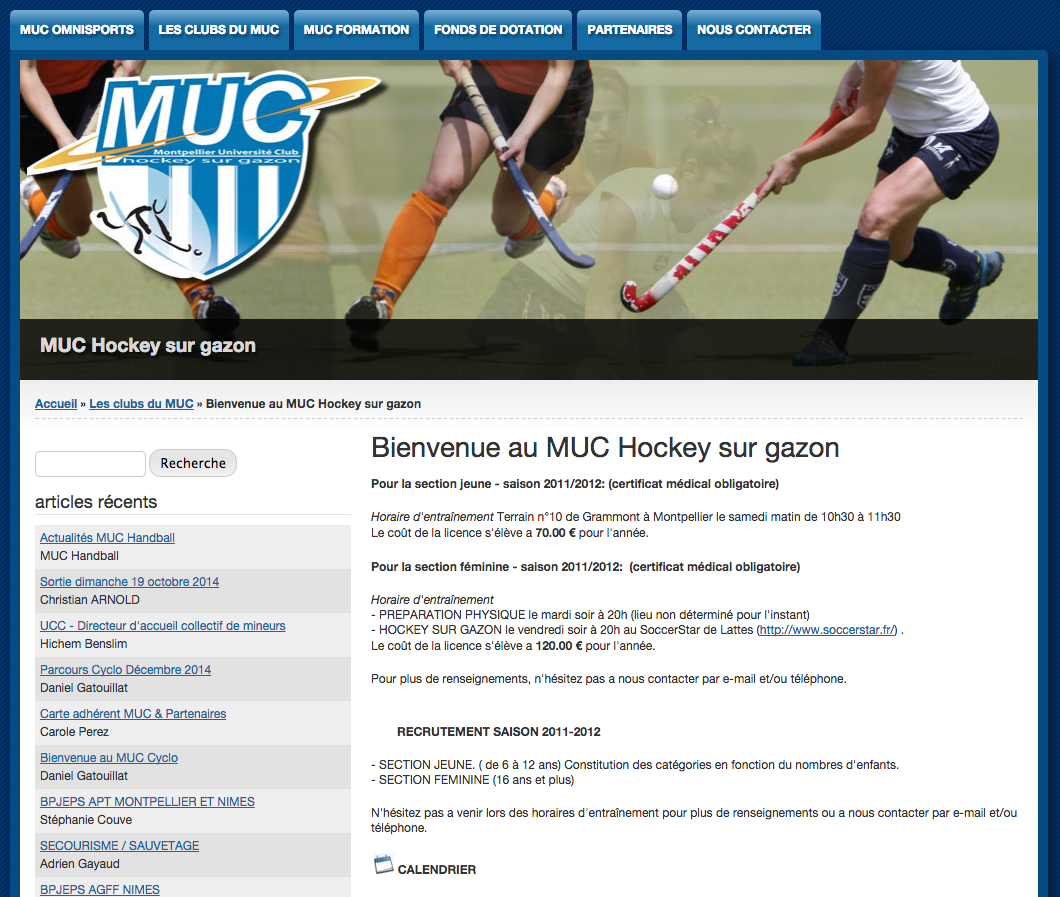 MUC OMNISPORTS
LES CLUBS DU MUC
MUC FORMATION
FONDS DE DOTATION
PARTENAIRES
NOUS CONTACTER
MUC
Montpellier Université Club
hockey sur gazon
MUC Hockey sur gazon
Accueil » Les clubs du MUC » Bienvenue au MUC Hockey sur gazon
Recherche
articles récents
Actualités MUC Handball
MUC Handball
Sortie dimanche 19 octobre 2014
Christian ARNOLD
UCC - Directeur d'accueil collectif de mineurs
Hichem Benslim
Parcours Cyclo Décembre 2014
Daniel Gatouillat
Carte adhérent MUC & Partenaires
Carole Perez
Bienvenue au MUC Cyclo
Daniel Gatouillat
BPJEPS APT MONTPELLIER ET NIMES
Stéphanie Couve
SECOURISME / SAUVETAGE
Adrien Gayaud
BPJEPS AGFF NIMES
Bienvenue au MUC Hockey sur gazon
Pour la section jeune - saison 2011/2012: (certificat médical obligatoire)
Horaire d'entraînement Terrain n°10 de Grammont à Montpellier le samedi matin de 10h30 à 11h30
Le coût de la licence s'élève a 70.00 € pour l'année.
Pour la section féminine - saison 2011/2012: (certificat médical obligatoire)
Horaire d'entraînement
- PREPARATION PHYSIQUE le mardi soir à 20h (lieu non déterminé pour l'instant)
- HOCKEY SUR GAZON le vendredi soir à 20h au SoccerStar de Lattes (http://www.soccerstar.fr/) .
Le coût de la licence s'élève a 120.00 € pour l'année.
Pour plus de renseignements, n'hésitez pas a nous contacter par e-mail et/ou téléphone.
RECRUTEMENT SAISON 2011-2012
- SECTION JEUNE. ( de 6 à 12 ans) Constitution des catégories en fonction du nombres d'enfants.
- SECTION FEMININE (16 ans et plus)
N'hésitez pas a venir lors des horaires d'entraînement pour plus de renseignements ou a nous contacter par e-mail et/ou
téléphone.
CALENDRIER